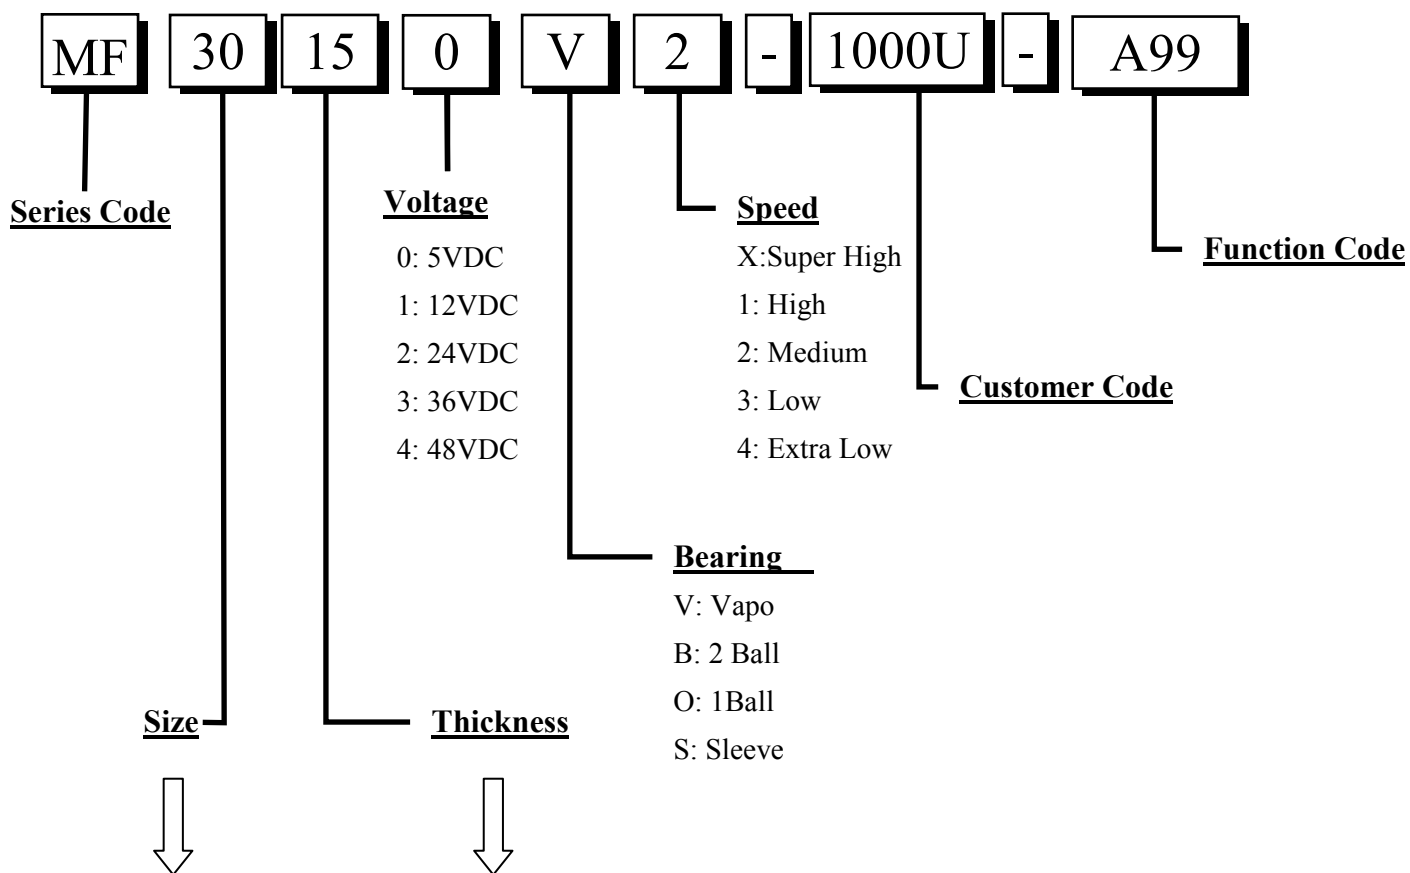 MF 30 15 0 V 2 - 1000U - A99
Series Code
Voltage
0: 5VDC
1: 12VDC
2: 24VDC
3: 36VDC
4: 48VDC
Speed
X:Super High
1: High
2: Medium
3: Low
4: Extra Low
Function Code
Customer Code
Bearing
V: Vapo
B: 2 Ball
O: 1Ball
S: Sleeve
Size
Thickness